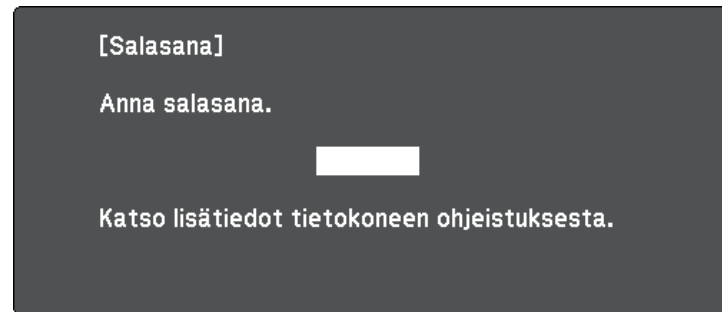 [Salasana]
Anna salasana.
Katso lisätiedot tietokoneen ohjeistuksesta.